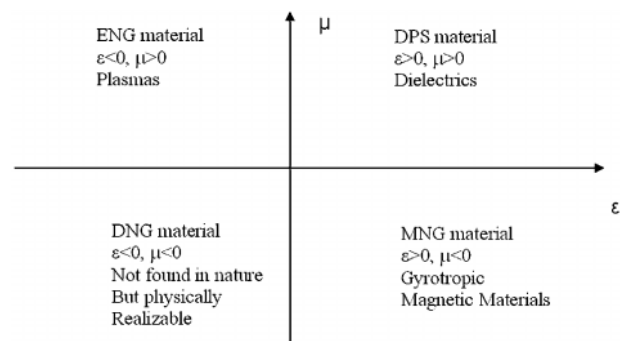 ENG material
ε<0, μ>0
Plasmas
μ
DPS material
ε>0, μ>0
Dielectrics
ε
DNG material
ε<0, μ<0
Not found in nature
But physically
Realizable
MNG material
ε>0, μ<0
Gyrotropic
Magnetic Materials